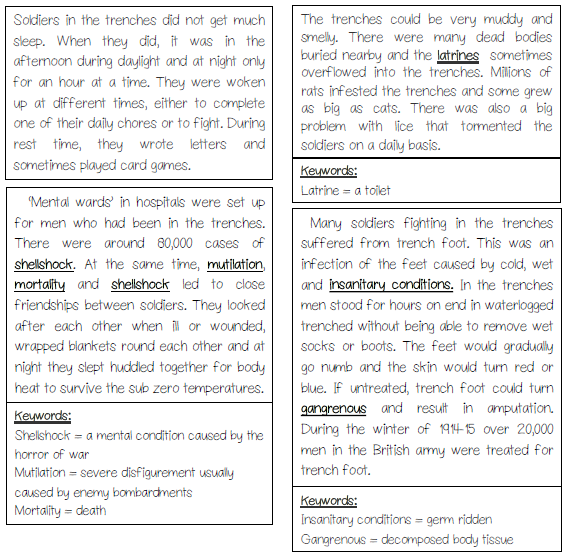 Soldiers in the trenches did not get much
sleep. When they did, it was in the
afternoon during daylight and at night only
for an hour at a time. They were woken
up at different times, either to complete
one of their daily chores or to fight. During
rest time, they wrote letters and
sometimes played card games.
'Mental wards' in hospitals were set up
for men who had been in the trenches.
There were around 80,000 cases of
shellshock. At the same time, mutilation,
mortality and shellshock led to close
friendships between soldiers. They looked
after each other when ill or wounded,
wrapped blankets round each other and at
night they slept huddled together for body
heat to survive the sub zero temperatures.
Keywords:
Shellshock = a mental condition caused by the
horror of war
Mutilation = severe disfigurement usually
caused by enemy bombardments
Mortality = death
The trenches could be very muddy and
smelly. There were many dead bodies
buried nearby and the latrines sometimes
overflowed into the trenches. Millions of
rats infested the trenches and some grew
as big as cats. There was also a big
problem with lice that tormented the
soldiers on a daily basis.
Keywords:
Latrine = a toilet
Many soldiers fighting in the trenches
suffered from trench foot. This was an
infection of the feet caused by cold, wet
and insanitary conditions. In the trenches
men stood for hours on end in waterlogged
trenched without being able to remove wet
socks or boots. The feet would gradually
go numb and the skin would turn red or
blue. If untreated, trench foot could turn
gangrenous and result in amputation.
During the winter of 1914-15 over 20,000
men in the British army were treated for
trench foot.
Keywords:
Insanitary conditions = germ ridden
Gangrenous = decomposed body tissue